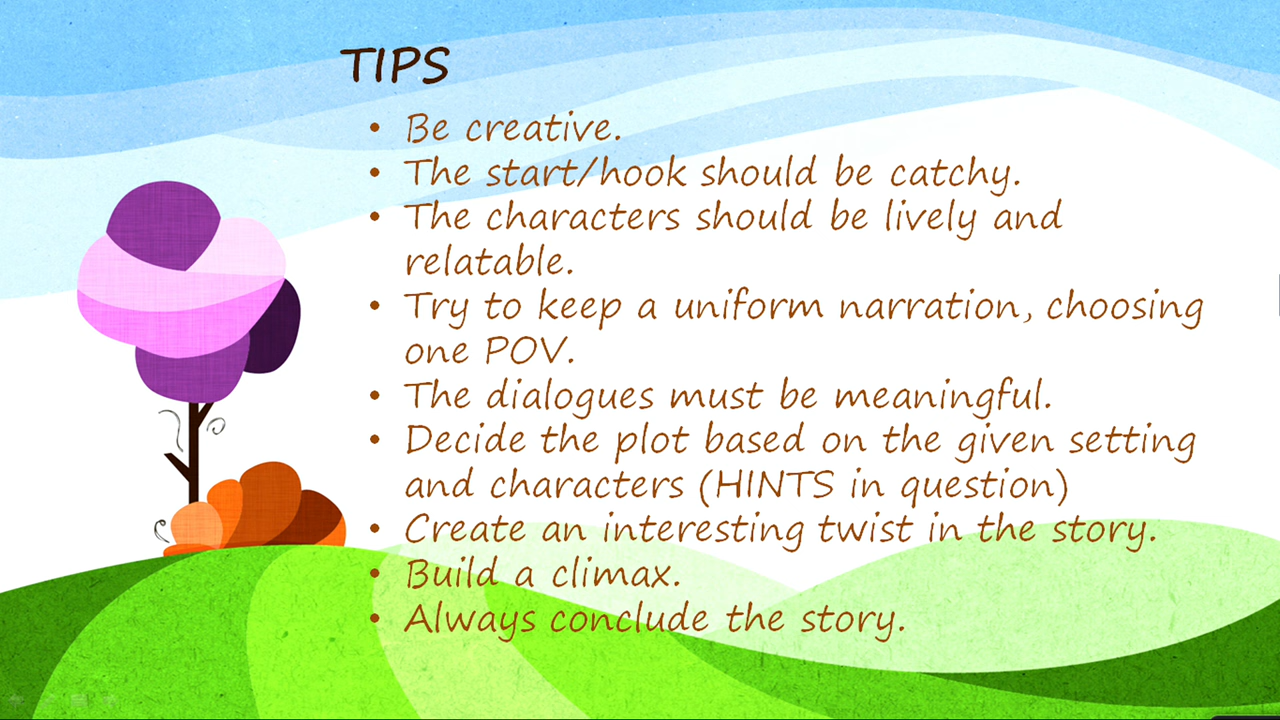 TIPS
• Be creative.
• The start/hook should be catchy.
• The characters should be lively and
relatable.
• Try to keep a uniform narration, choosing
one POV.
• The dialogues must be meaningful.
• Decide the plot based on the given setting
and characters (HINTS in question)
• Create an interesting twist in the story.
• Build a climax.
• Always conclude the story.